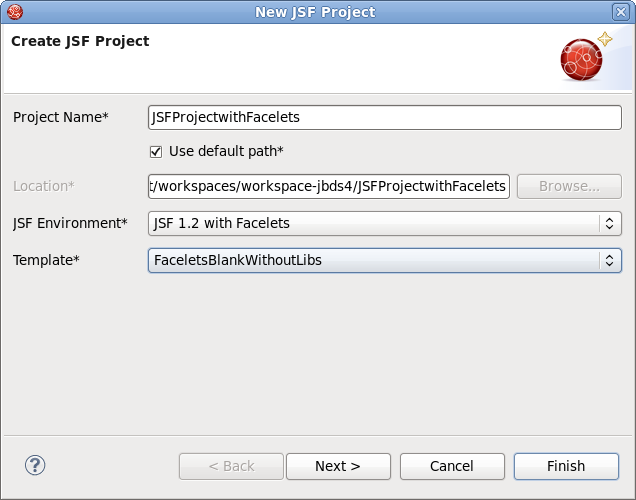 New JSF Project
Create JSF Project
Project Name* JSFProjectwithFacelets
Use default path*
Location* t/workspaces/workspace-jbds4/JSFProjectwithFacelets Browse...
JSF Environment* JSF 1.2 with Facelets
Template* FaceletsBlankWithoutLibs
? < Back Next > Cancel Finish